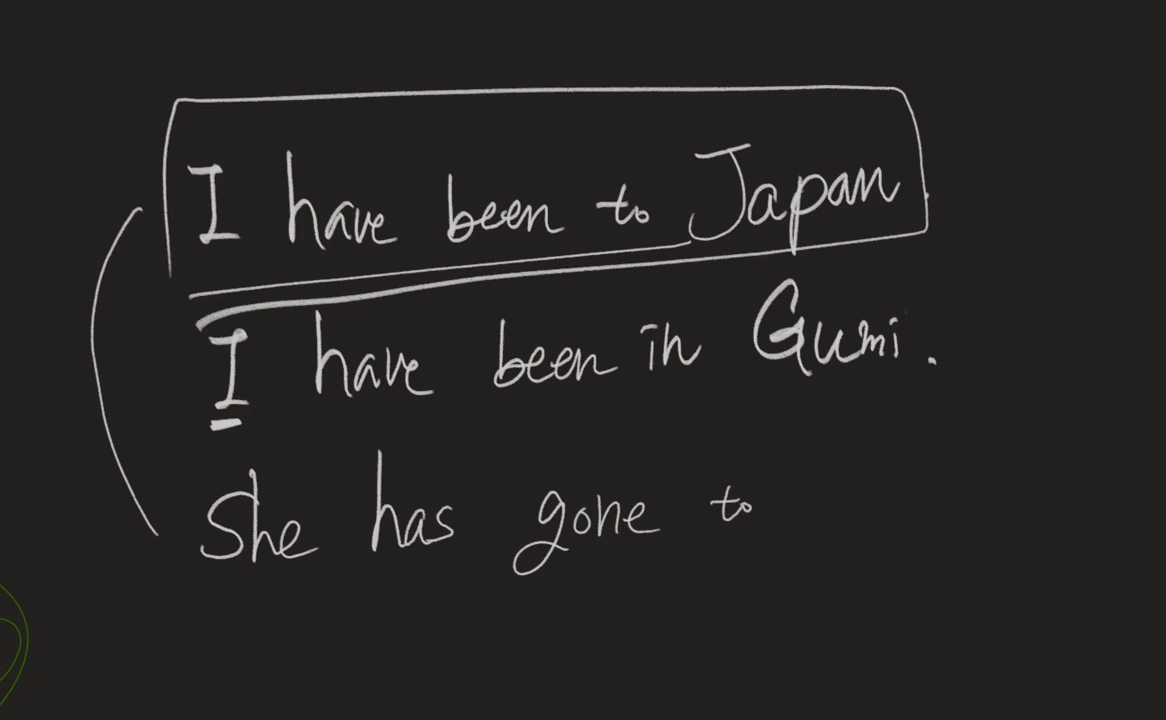 I have been to Japan
I have been in Gumi.
She has gone to